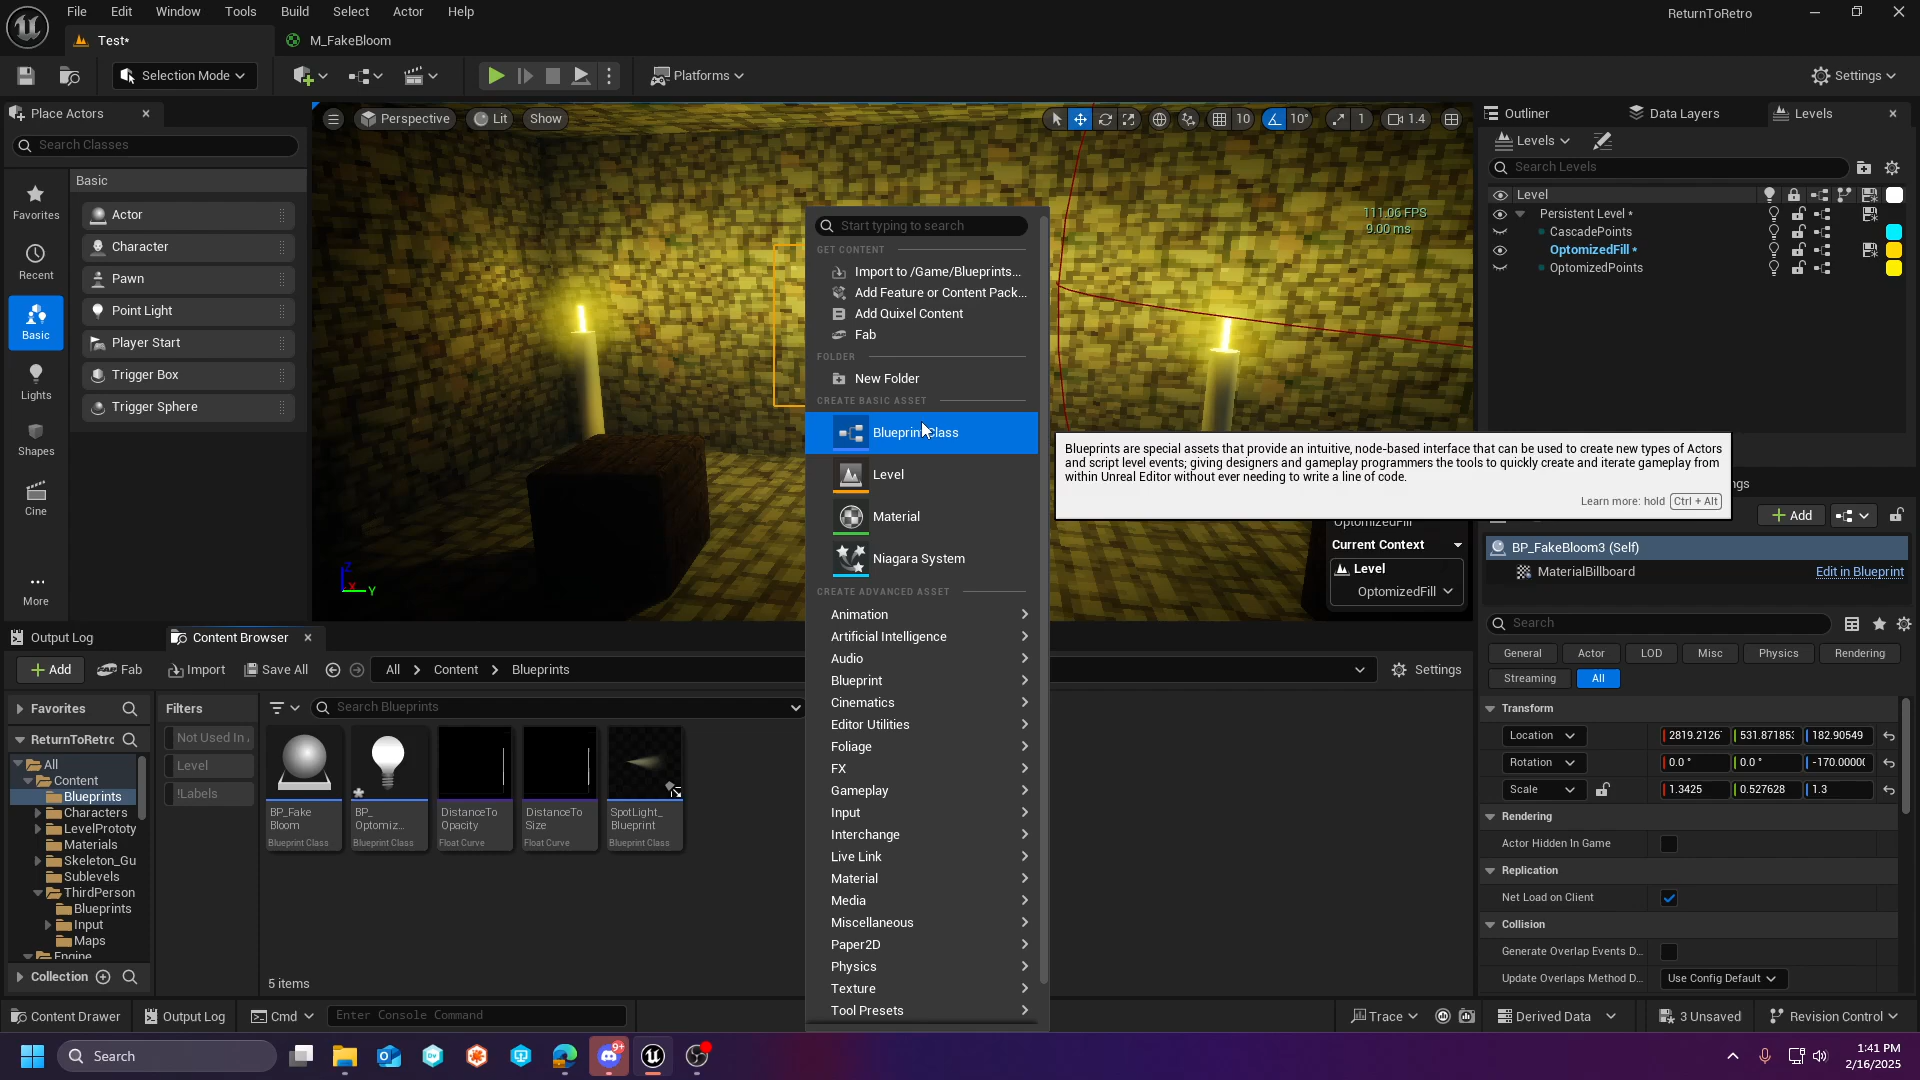 File Edit Window Tools Build Select Actor Help
ReturnToRetro
Test*
M_FakeBloom
Selection Mode
Platforms
Settings
Place Actors
Search Classes
Favorites
Recent
Basic
Lights
Shapes
Cine
More
Basic
Actor
Character
Pawn
Point Light
Player Start
Trigger Box
Trigger Sphere
Perspective
Lit
Show
10
10°
1
1.4
111.06 FPS
9.00 ms
Z
X
Y
Start typing to search
GET CONTENT
Import to /Game/Blueprints...
Add Feature or Content Pack...
Add Quixel Content
Fab
FOLDER
New Folder
CREATE BASIC ASSET
Blueprint Class
Level
Material
Niagara System
CREATE ADVANCED ASSET
Animation
Artificial Intelligence
Audio
Blueprint
Cinematics
Editor Utilities
Foliage
FX
Gameplay
Input
Interchange
Live Link
Material
Media
Miscellaneous
Paper2D
Physics
Texture
Tool Presets
Blueprints are special assets that provide an intuitive, node-based interface that can be used to create new types of Actors
and script level events; giving designers and gameplay programmers the tools to quickly create and iterate gameplay from
within Unreal Editor without ever needing to write a line of code.
Learn more: hold Ctrl + Alt
OptomizedFill
Current Context
Level
OptomizedFill
Outliner
Data Layers
Levels
Levels
Search Levels
Level
Persistent Level *
CascadePoints
OptomizedFill *
OptomizedPoints
ngs
Add
BP_FakeBloom3 (Self)
MaterialBillboard
Edit in Blueprint
Search
General
Actor
LOD
Misc
Physics
Rendering
Streaming
All
Transform
Location
2819.2126
531.871853
182.90549
Rotation
0.0 °
0.0 °
-170.0000
Scale
1.3425
0.527628
1.3
Rendering
Actor Hidden In Game
Replication
Net Load on Client
Collision
Generate Overlap Events D...
Update Overlaps Method D...
Use Config Default
Output Log
Content Browser
Add
Fab
Import
Save All
All
Content
Blueprints
Settings
Favorites
ReturnToRetro
All
Content
Blueprints
Characters
LevelPrototy
Materials
Skeleton_Gu
Sublevels
ThirdPerson
Blueprints
Input
Maps
Engine
Collection
Filters
Not Used In
Level
!Labels
Search Blueprints
BP_Fake
Bloom
Blueprint Class
BP_
Optomiz...
Blueprint Class
DistanceTo
Opacity
Float Curve
DistanceTo
Size
Float Curve
SpotLight_
Blueprint
Blueprint Class
5 items
Content Drawer
Output Log
Cmd
Enter Console Command
Trace
Derived Data
3 Unsaved
Revision Control
Search
9+
1:41 PM
2/16/2025